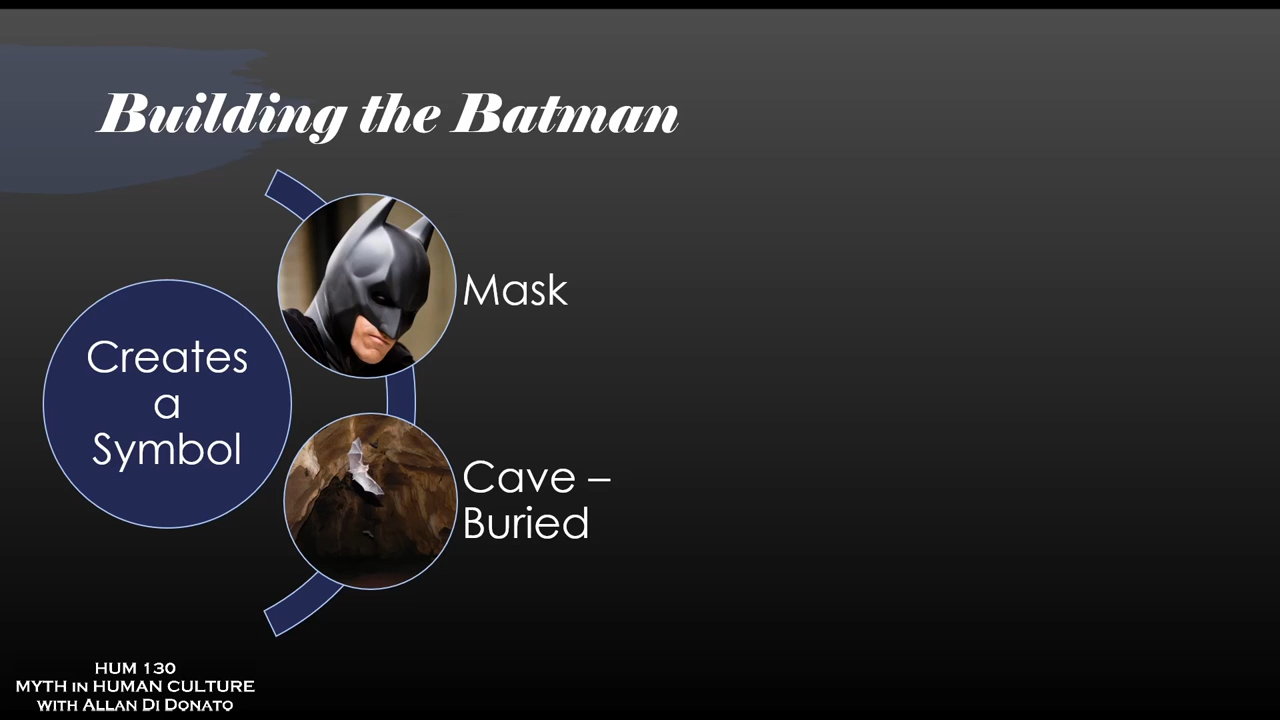 Building the Batman
Mask
Creates
a
Symbol
Cave –
Buried
HUM 130
MYTH IN HUMAN CULTURE
WITH ALLAN DI DONATO